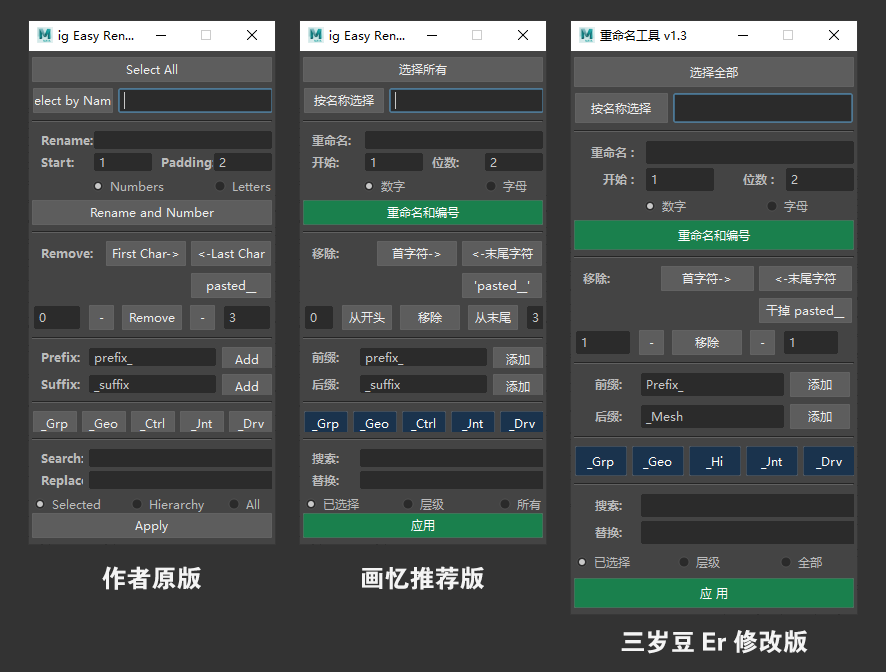 ig Easy Ren...
Select All
elect by Nam
Rename:
Start: 1 Padding 2
Numbers Letters
Rename and Number
Remove: First Char-> <-Last Char
pasted__
0 - Remove - 3
Prefix: prefix_ Add
Suffix: _suffix Add
_Grp _Geo _Ctrl _Jnt _Drv
Search:
Replac
Selected Hierarchy All
Apply
作者原版
ig Easy Ren...
选择所有
按名称选择
重命名:
开始: 1 位数: 2
数字 字母
重命名和编号
移除: 首字符-> <-末尾字符
'pasted__'
0 从开头 移除 从末尾 3
前缀: prefix_ 添加
后缀: _suffix 添加
_Grp _Geo _Ctrl _Jnt _Drv
搜索:
替换:
已选择 层级 所有
应用
画忆推荐版
重命名工具 v1.3
选择全部
按名称选择
重命名：
开始： 1 位数： 2
数字 字母
重命名和编号
移除: 首字符-> <-末尾字符
干掉 pasted__
1 - 移除 - 1
前缀: Prefix_ 添加
后缀: _Mesh 添加
_Grp _Geo _Hi _Jnt _Drv
搜索:
替换:
已选择 层级 全部
应 用
三岁豆 Er 修改版